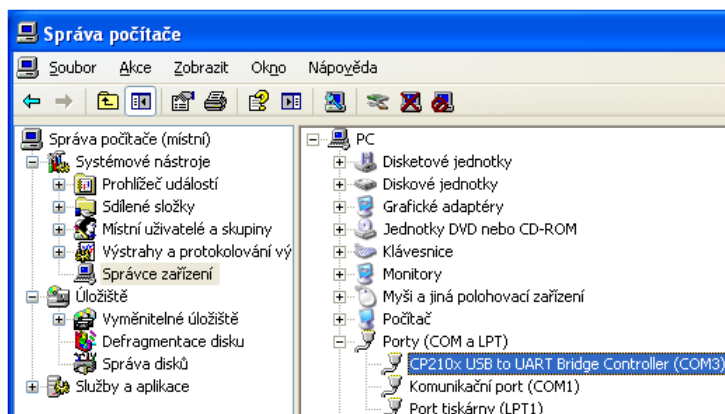 Správa počítače
Soubor Akce Zobrazit Okno Nápověda
Správa počítače (místní)
Systémové nástroje
Prohlížeč událostí
Sdílené složky
Místní uživatelé a skupiny
Výstrahy a protokolování vý
Správce zařízení
Úložiště
Vyměnitelné úložiště
Defragmentace disku
Správa disků
Služby a aplikace
PC
Disketové jednotky
Diskové jednotky
Grafické adaptéry
Jednotky DVD nebo CD-ROM
Klávesnice
Monitory
Myši a jiná polohovací zařízení
Počítač
Porty (COM a LPT)
CP210x USB to UART Bridge Controller (COM3)
Komunikační port (COM1)
Port tiskárny (LPT1)